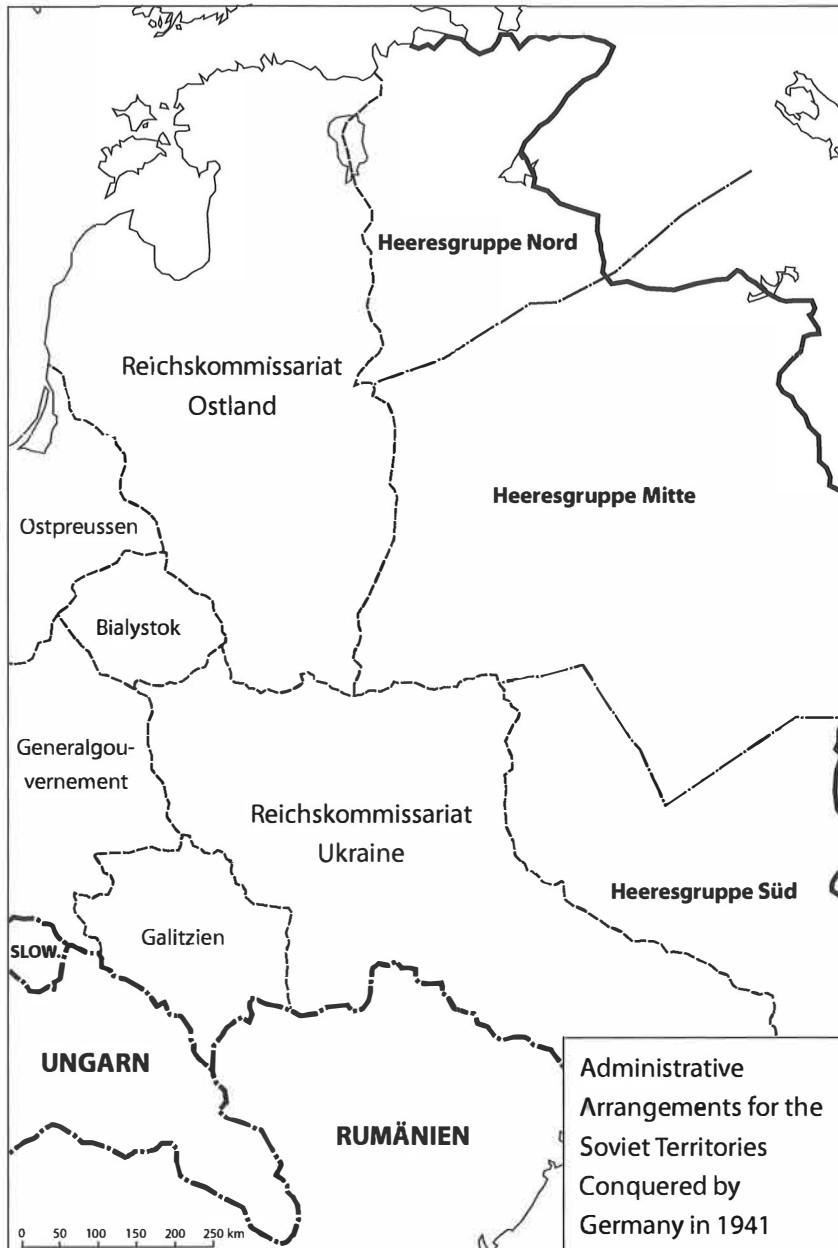 Heeresgruppe Nord
Reichskommissariat
Ostland
Heeresgruppe Mitte
Ostpreussen
Bialystok
Generalgou-
vernement
Reichskommissariat
Ukraine
Heeresgruppe Süd
Galitzien
SLOW.
UNGARN
RUMÄNIEN
Administrative
Arrangements for the
Soviet Territories
Conquered by
Germany in 1941
0 50 100 150 200 250 km